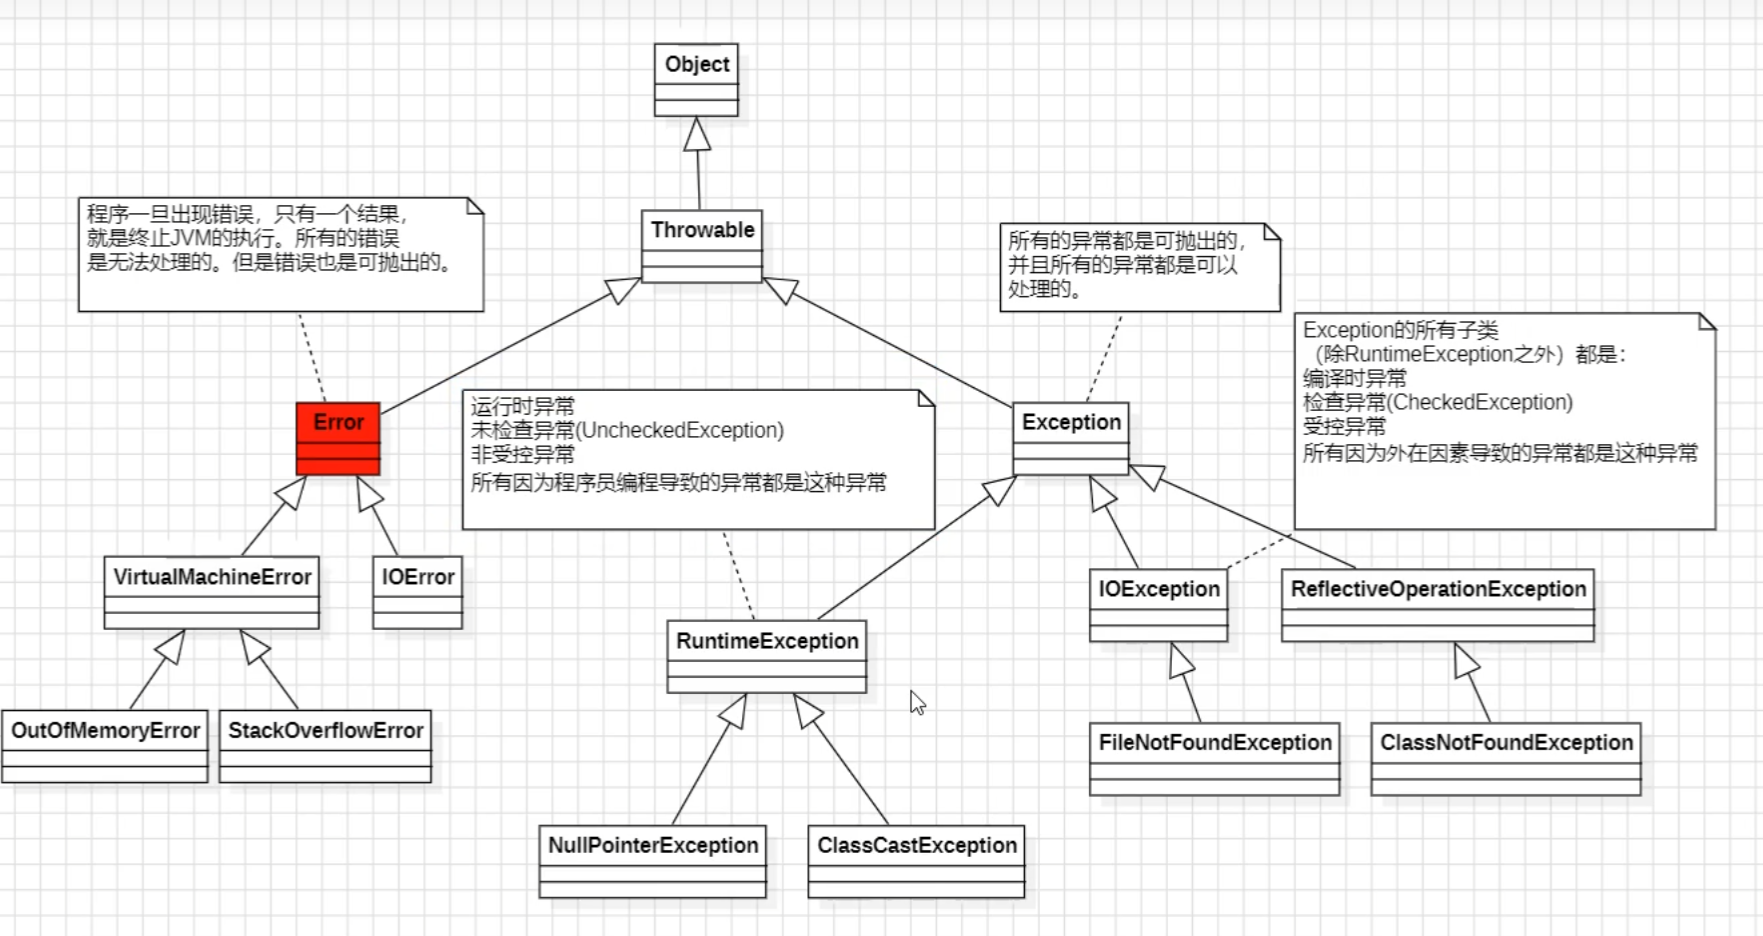 Object
程序一旦出现错误，只有一个结果，
就是终止JVM的执行。所有的错误
是无法处理的。但是错误也是可抛出的。
Throwable
所有的异常都是可抛出的，
并且所有的异常都是可以
处理的。
Exception的所有子类
（除RuntimeException之外）都是：
编译时异常
检查异常(CheckedException)
受控异常
所有因为外在因素导致的异常都是这种异常
Error
运行时异常
未检查异常(UncheckedException)
非受控异常
所有因为程序员编程导致的异常都是这种异常
Exception
VirtualMachineError
IOError
IOException
ReflectiveOperationException
RuntimeException
OutOfMemoryError
StackOverflowError
FileNotFoundException
ClassNotFoundException
NullPointerException
ClassCastException